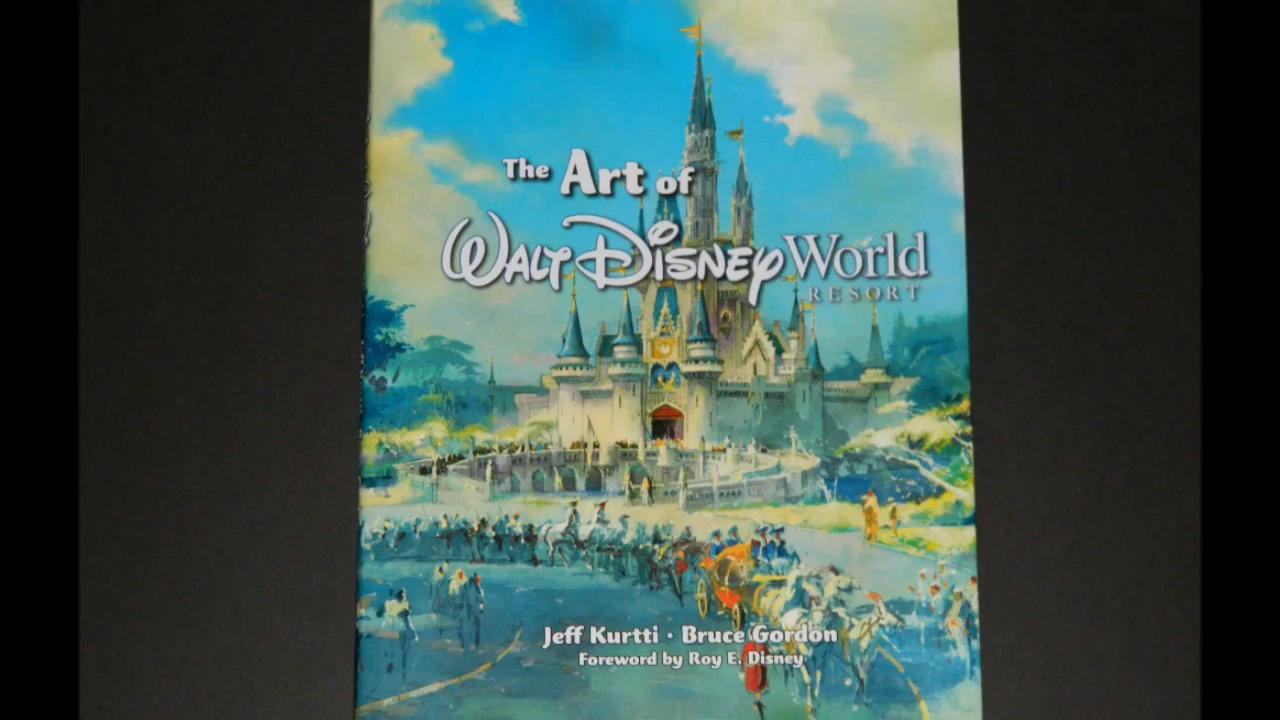 The Art of
WALT DISNEY World
RESORT
Jeff Kurtti • Bruce Gordon
Foreword by Roy E. Disney